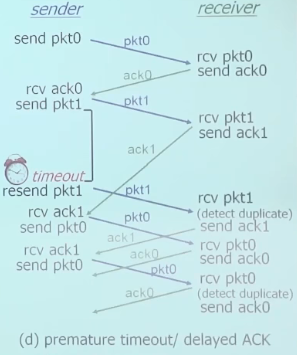 sender
receiver
send pkt0
pkt0
rcv pkt0
send ack0
ack0
rcv ack0
send pkt1
pkt1
rcv pkt1
send ack1
ack1
timeout
resend pkt1
pkt1
rcv pkt1
(detect duplicate)
send ack1
rcv ack1
send pkt0
pkt0
ack1
rcv pkt0
send ack0
ack0
rcv ack1
send pkt0
pkt0
rcv pkt0
(detect duplicate)
send ack0
ack0
(d) premature timeout/ delayed ACK